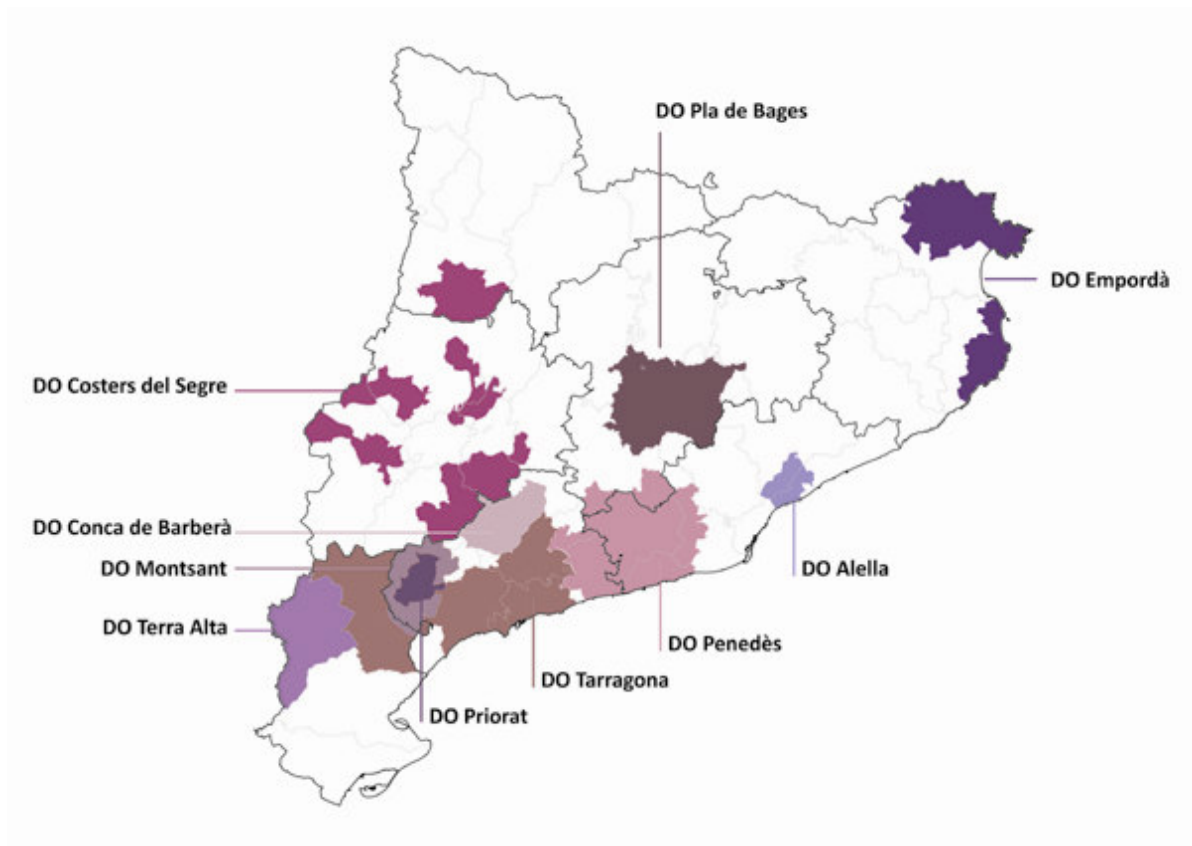 DO Pla de Bages
DO Empordà
DO Costers del Segre
DO Conca de Barberà
DO Montsant
DO Alella
DO Terra Alta
DO Penedès
DO Tarragona
DO Priorat